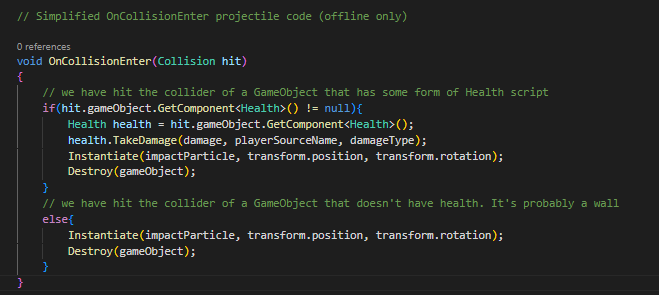 // Simplified OnCollisionEnter projectile code (offline only)
0 references
void OnCollisionEnter(Collision hit)
{
// we have hit the collider of a GameObject that has some form of Health script
if(hit.gameObject.GetComponent<Health>() != null){
Health health = hit.gameObject.GetComponent<Health>();
health.TakeDamage(damage, playerSourceName, damageType);
Instantiate(impactParticle, transform.position, transform.rotation);
Destroy(gameObject);
}
// we have hit the collider of a GameObject that doesn't have health. It's probably a wall
else{
Instantiate(impactParticle, transform.position, transform.rotation);
Destroy(gameObject);
}
}